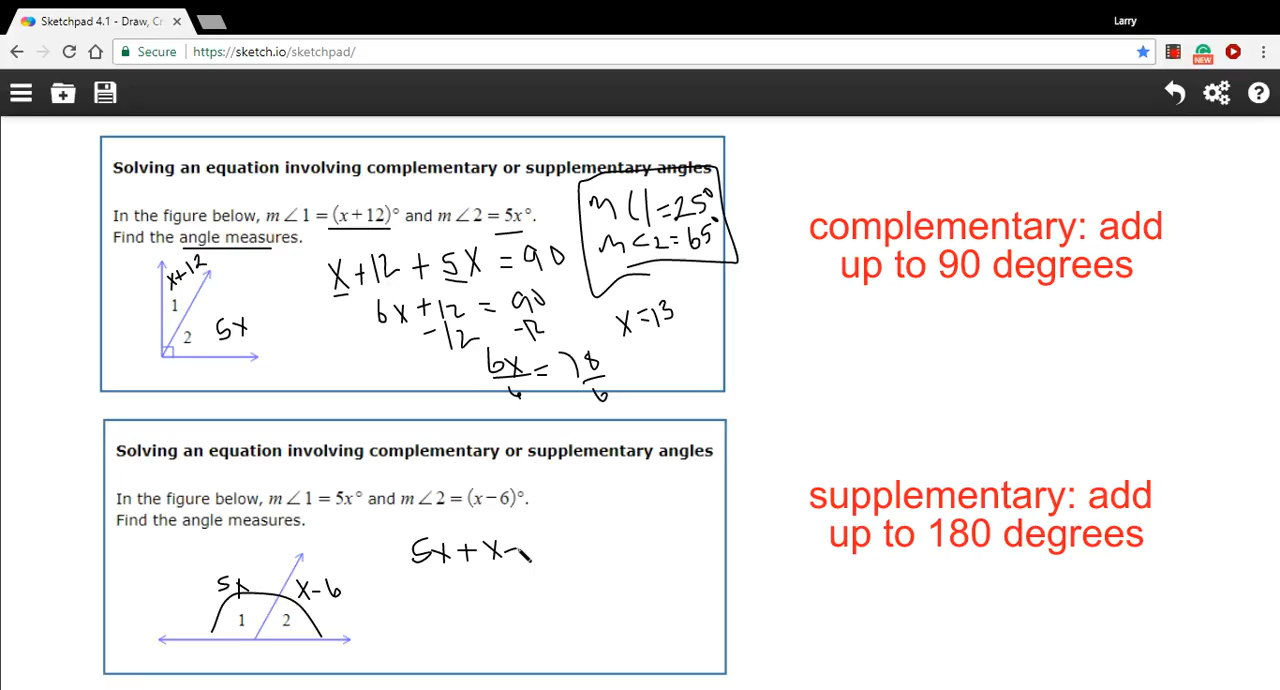 Sketchpad 4.1 - Draw, Cr
Larry
Secure https://sketch.io/sketchpad/
NEW
Solving an equation involving complementary or supplementary angles
In the figure below, m∠1 = (x+12)° and m∠2 = 5x°.
Find the angle measures.
m∠1=25°
m<2=65°
x+12
1
2
5x
x+12+5x=90
6x+12=90
-12 -12
6x=78
6 6
x=13
complementary: add
up to 90 degrees
Solving an equation involving complementary or supplementary angles
In the figure below, m∠1 = 5x° and m∠2 = (x−6)°.
Find the angle measures.
5x+x-
5x
x-6
1
2
supplementary: add
up to 180 degrees